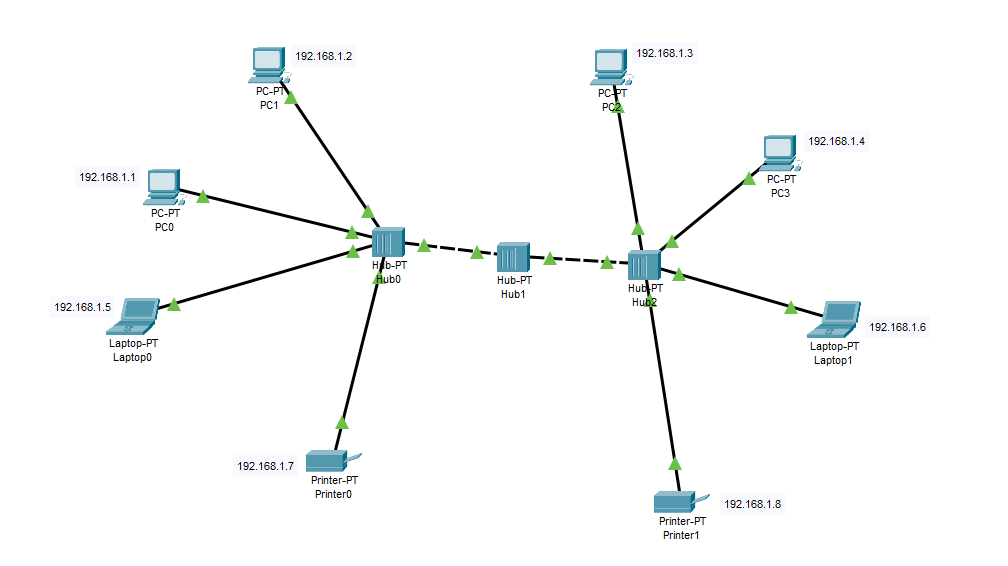 192.168.1.2
PC-PT
PC1
192.168.1.3
PC-PT
PC2
192.168.1.4
PC-PT
PC3
192.168.1.1
PC-PT
PC0
Hub-PT
Hub0
Hub-PT
Hub1
Hub-PT
Hub2
192.168.1.5
Laptop-PT
Laptop0
192.168.1.6
Laptop-PT
Laptop1
192.168.1.7
Printer-PT
Printer0
192.168.1.8
Printer-PT
Printer1